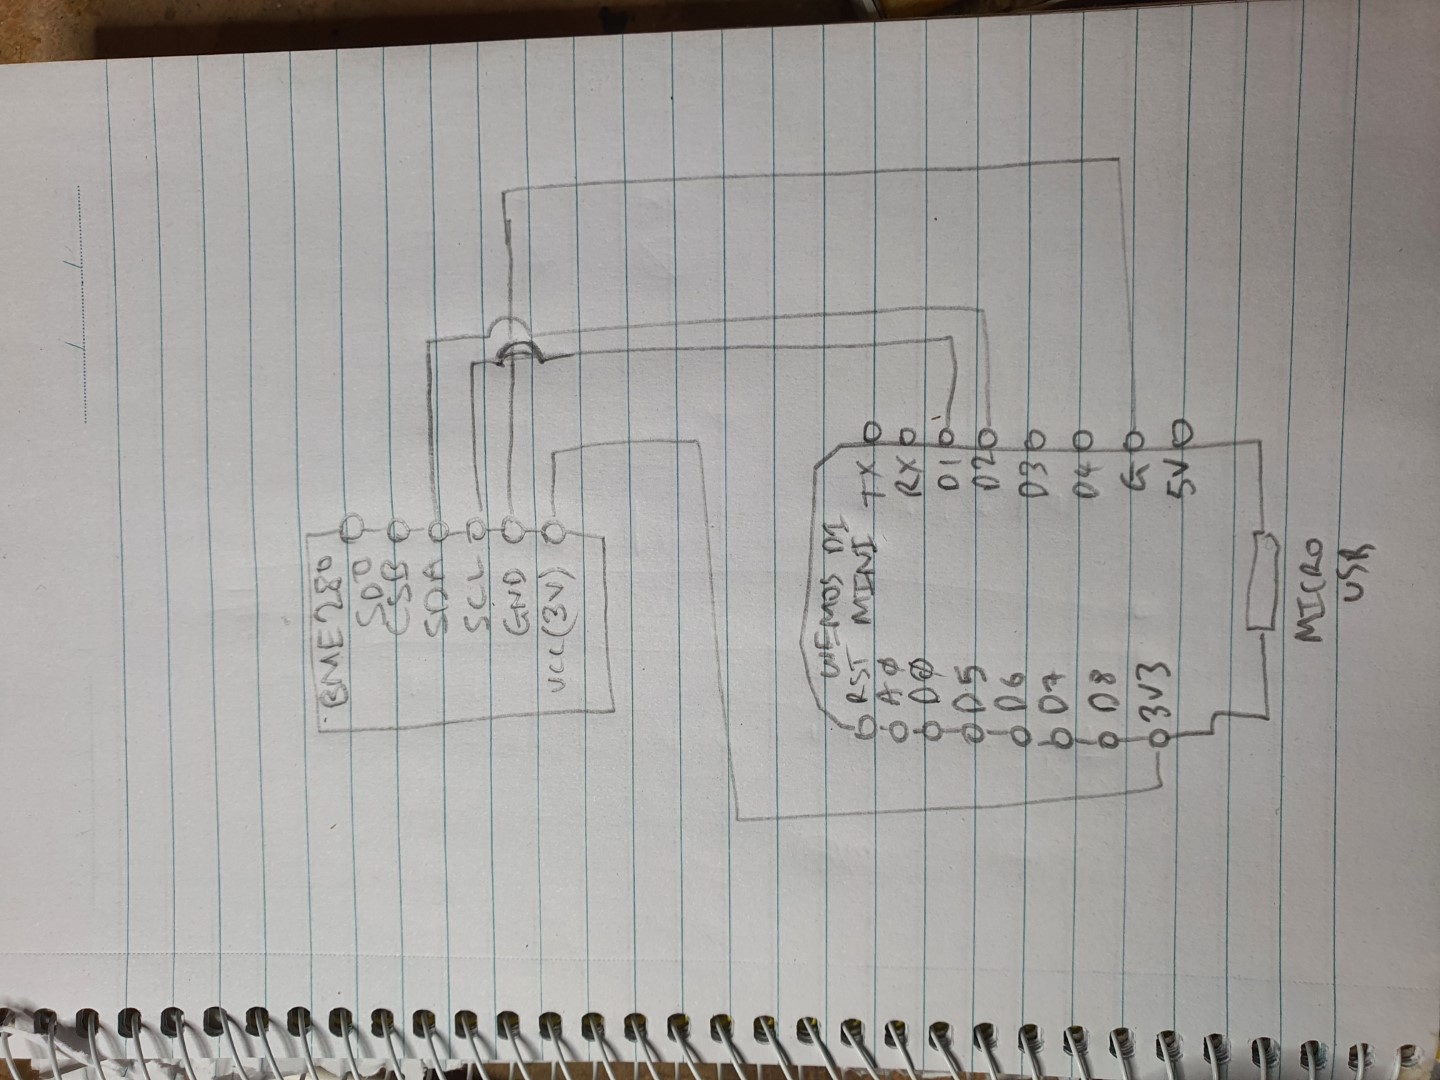 BME280
SDO
CSB
SDA
SCL
GND
VCC(3V)
WEMOS D1
MINI
RST
A0
D0
D5
D6
D7
D8
3V3
TX
RX
D1
D2
D3
D4
G
5V
MICRO
USB